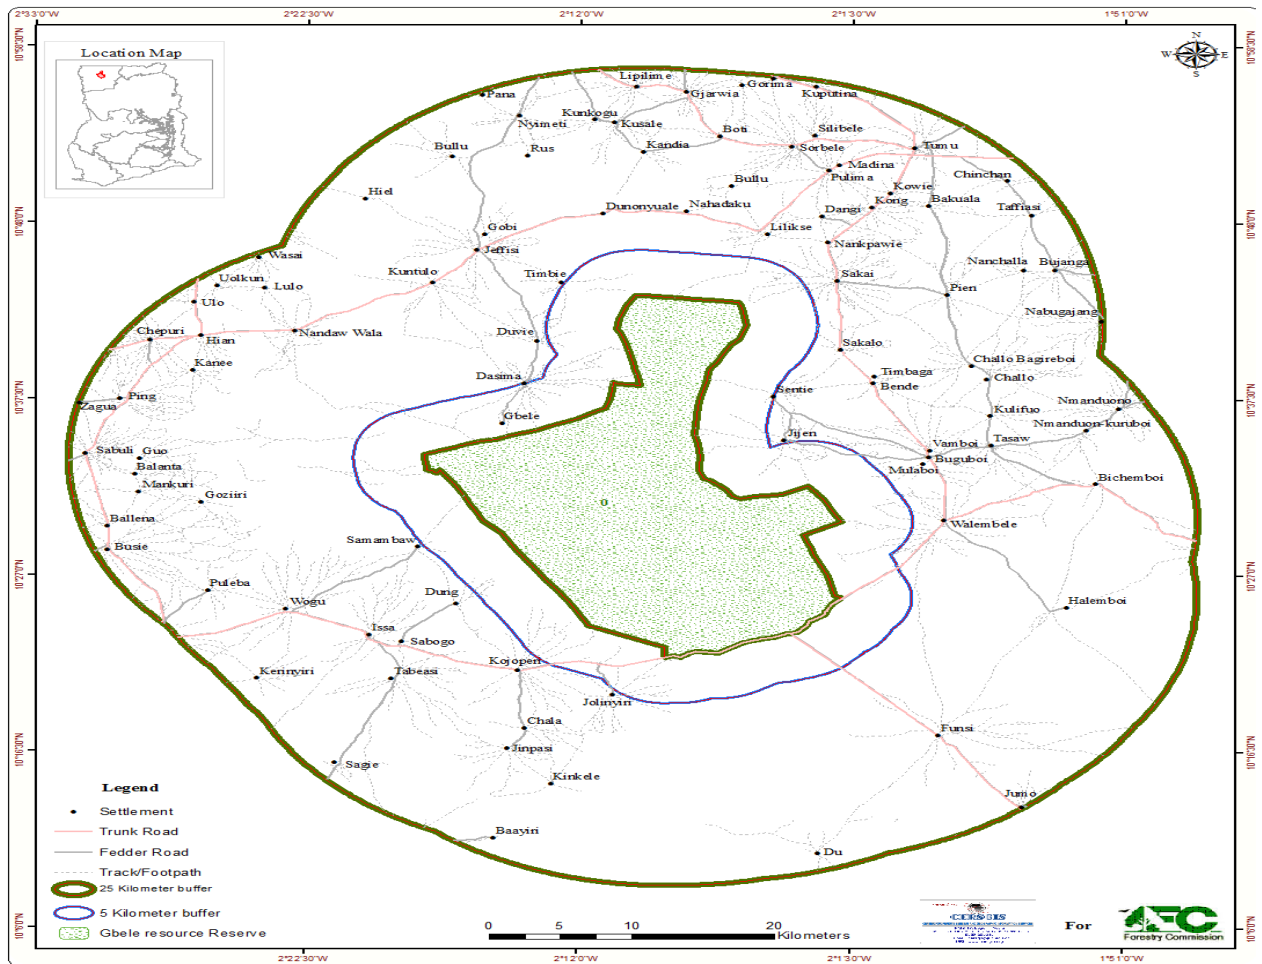 2°33'0"W
2°22'30"W
2°12'0"W
2°1'30"W
1°51'0"W
Location Map
N
W
E
S
Lipilime
Gorima
Pana
Gjarwia
Kuputina
Kunkogu
Nyimeti
Kusale
Boti
Silibele
Bullu
Rus
Kandia
Sorbele
Tumu
Madina
Pulima
Chinchan
Hiel
Bullu
Kowie
Kong
Bakuala
Dunonyuale
Nahadaku
Dangi
Taffiasi
Gobi
Lilikse
Jeffisi
Nankpawie
Wasai
Nanchalla
Bujanga
Uolkun
Lulo
Kuntulo
Timbie
Sakai
Pien
Ulo
Nabugajang
Chepuri
Hian
Nandaw Wala
Duvie
Sakalo
Kanee
Dasima
Challo Bagireboi
Timbaga
Challo
Bende
Ping
Zagua
Sentie
Nmanduono
Gbele
Kulifuo
Nmanduon-kuruboi
Jijen
Sabuli
Guo
Vamboi
Tasaw
Balanta
Buguboi
Mulaboi
Mankuri
Goziiri
Bichemboi
0
Ballena
Walembele
Busie
Samambaw
Puleba
Dung
Wogu
Halemboi
Issa
Sabogo
Kojoperi
Kerinyiri
Tabeasi
Jolinyiri
Chala
Funsi
Jinpasi
Sagie
Kinkele
Jumo
Baayiri
Du
Legend
Settlement
Trunk Road
Fedder Road
Track/Footpath
25 Kilometer buffer
5 Kilometer buffer
Gbele resource Reserve
0 5 10 20
Kilometers
CERSGIS
For
FC
Forestry Commission
2°22'30"W
2°12'0"W
2°1'30"W
1°51'0"W